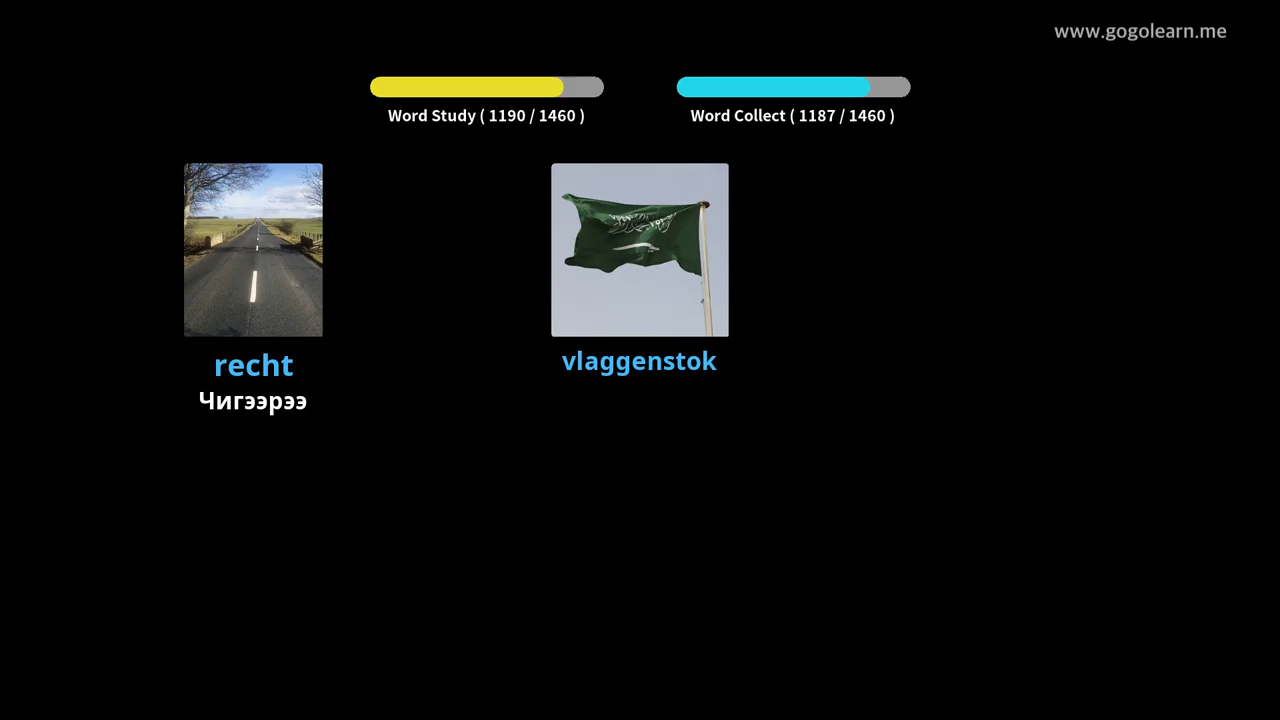 www.gogolearn.me
Word Study ( 1190 / 1460 )
Word Collect ( 1187 / 1460 )
recht
Чигээрээ
vlaggenstok